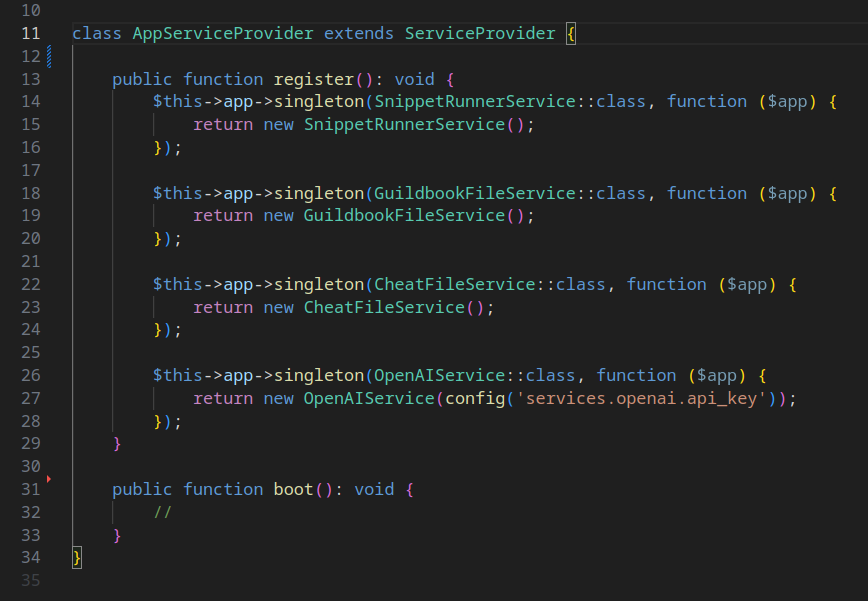 10
11 class AppServiceProvider extends ServiceProvider {
12
13     public function register(): void {
14         $this->app->singleton(SnippetRunnerService::class, function ($app) {
15             return new SnippetRunnerService();
16         });
17
18         $this->app->singleton(GuildbookFileService::class, function ($app) {
19             return new GuildbookFileService();
20         });
21
22         $this->app->singleton(CheatFileService::class, function ($app) {
23             return new CheatFileService();
24         });
25
26         $this->app->singleton(OpenAIService::class, function ($app) {
27             return new OpenAIService(config('services.openai.api_key'));
28         });
29     }
30
31     public function boot(): void {
32         //
33     }
34 }
35